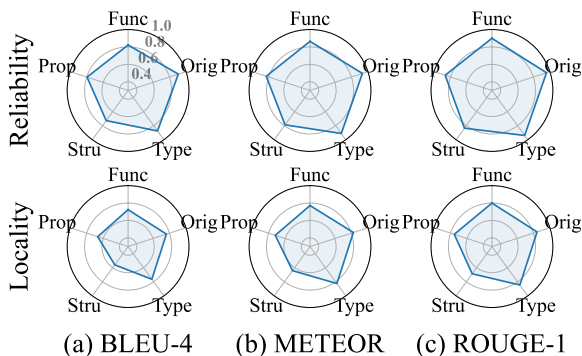 Reliability
Func
1.0
0.8
0.6
0.4
Prop
Orig
Stru
Type
Func
Prop
Orig
Stru
Type
Func
Prop
Orig
Stru
Type
Locality
Func
Prop
Orig
Stru
Type
Func
Prop
Orig
Stru
Type
Func
Prop
Orig
Stru
Type
(a) BLEU-4
(b) METEOR
(c) ROUGE-1